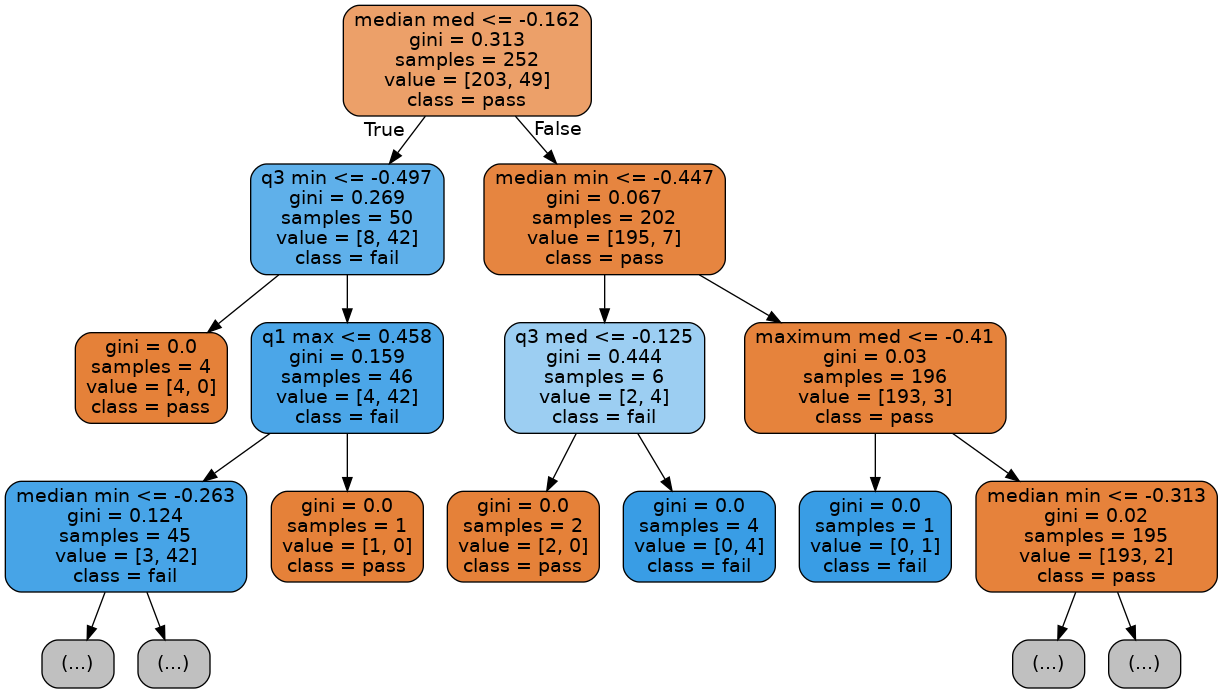 median med <= -0.162
gini = 0.313
samples = 252
value = [203, 49]
class = pass
True
False
q3 min <= -0.497
gini = 0.269
samples = 50
value = [8, 42]
class = fail
median min <= -0.447
gini = 0.067
samples = 202
value = [195, 7]
class = pass
gini = 0.0
samples = 4
value = [4, 0]
class = pass
q1 max <= 0.458
gini = 0.159
samples = 46
value = [4, 42]
class = fail
q3 med <= -0.125
gini = 0.444
samples = 6
value = [2, 4]
class = fail
maximum med <= -0.41
gini = 0.03
samples = 196
value = [193, 3]
class = pass
median min <= -0.263
gini = 0.124
samples = 45
value = [3, 42]
class = fail
gini = 0.0
samples = 1
value = [1, 0]
class = pass
gini = 0.0
samples = 2
value = [2, 0]
class = pass
gini = 0.0
samples = 4
value = [0, 4]
class = fail
gini = 0.0
samples = 1
value = [0, 1]
class = fail
median min <= -0.313
gini = 0.02
samples = 195
value = [193, 2]
class = pass
(...)
(...)
(...)
(...)